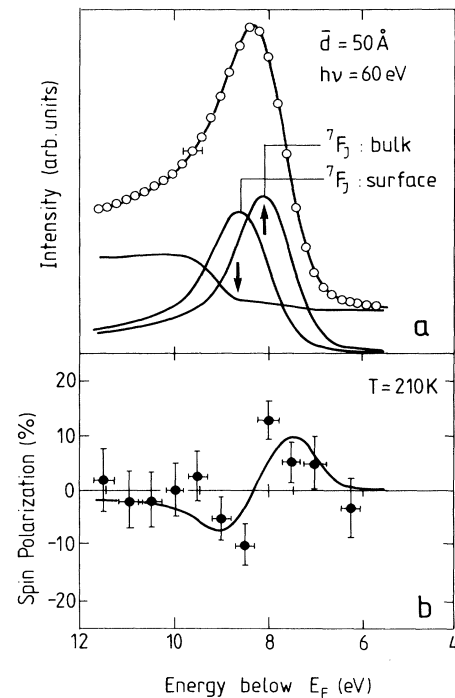 d̄ = 50 Å
hν = 60 eV
⁷F_J : bulk
⁷F_J : surface
Intensity (arb. units)
a
20
10
0
-10
-20
T = 210K
Spin Polarization (%)
b
12 10 8 6 4
Energy below E_F (eV)